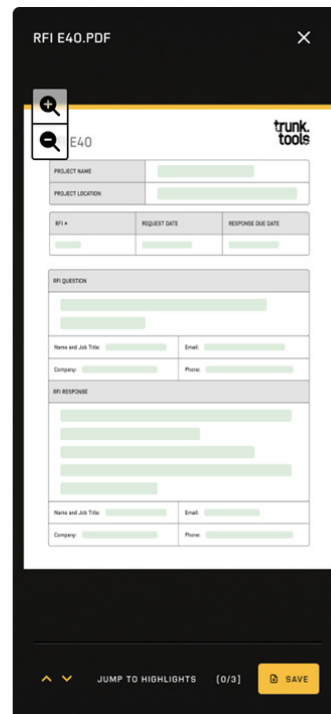 RFI E40.PDF
E40
trunk.
tools
PROJECT NAME
PROJECT LOCATION
RFI # REQUEST DATE RESPONSE DUE DATE
RFI QUESTION
Name and Job Title: Email:
Company: Phone:
RFI RESPONSE
Name and Job Title: Email:
Company: Phone:
JUMP TO HIGHLIGHTS [0/3] SAVE